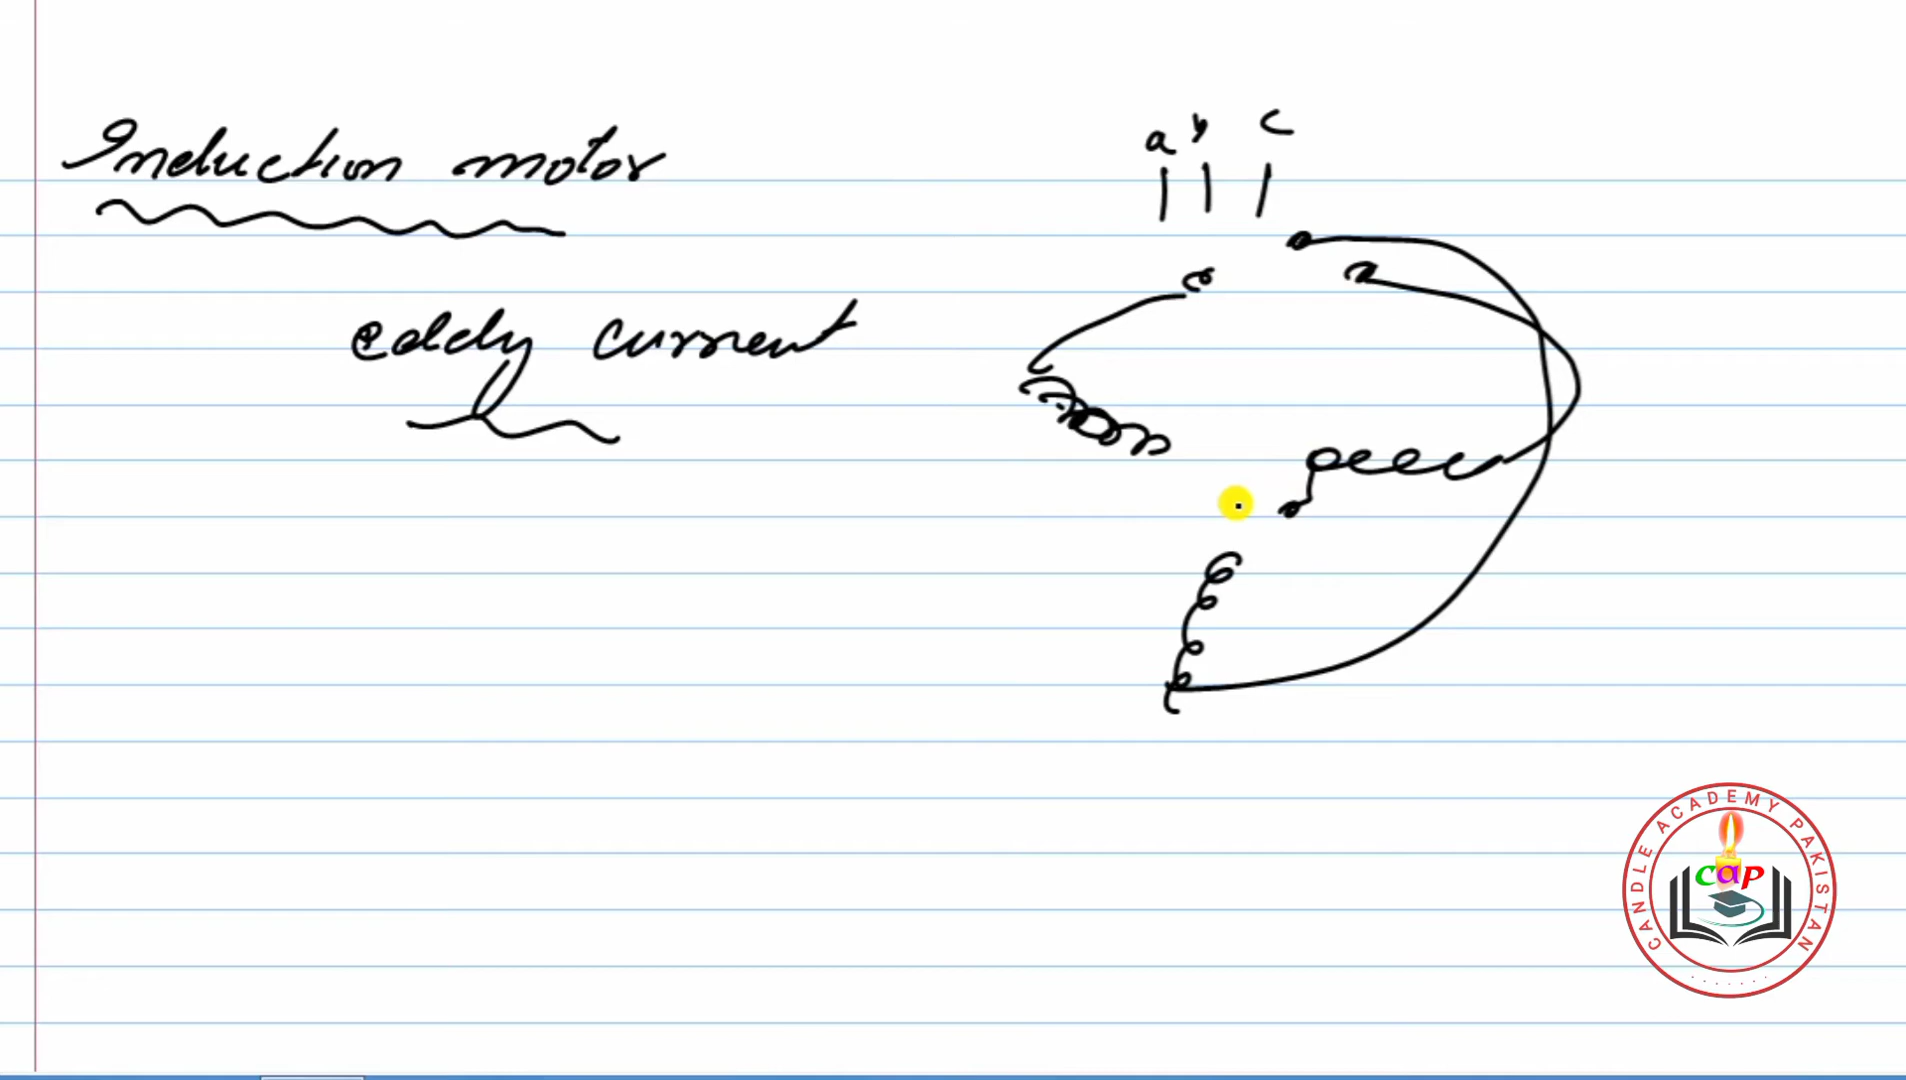 Induction motor
a b c
eddy current
CANDLE ACADEMY PAKISTAN
cap